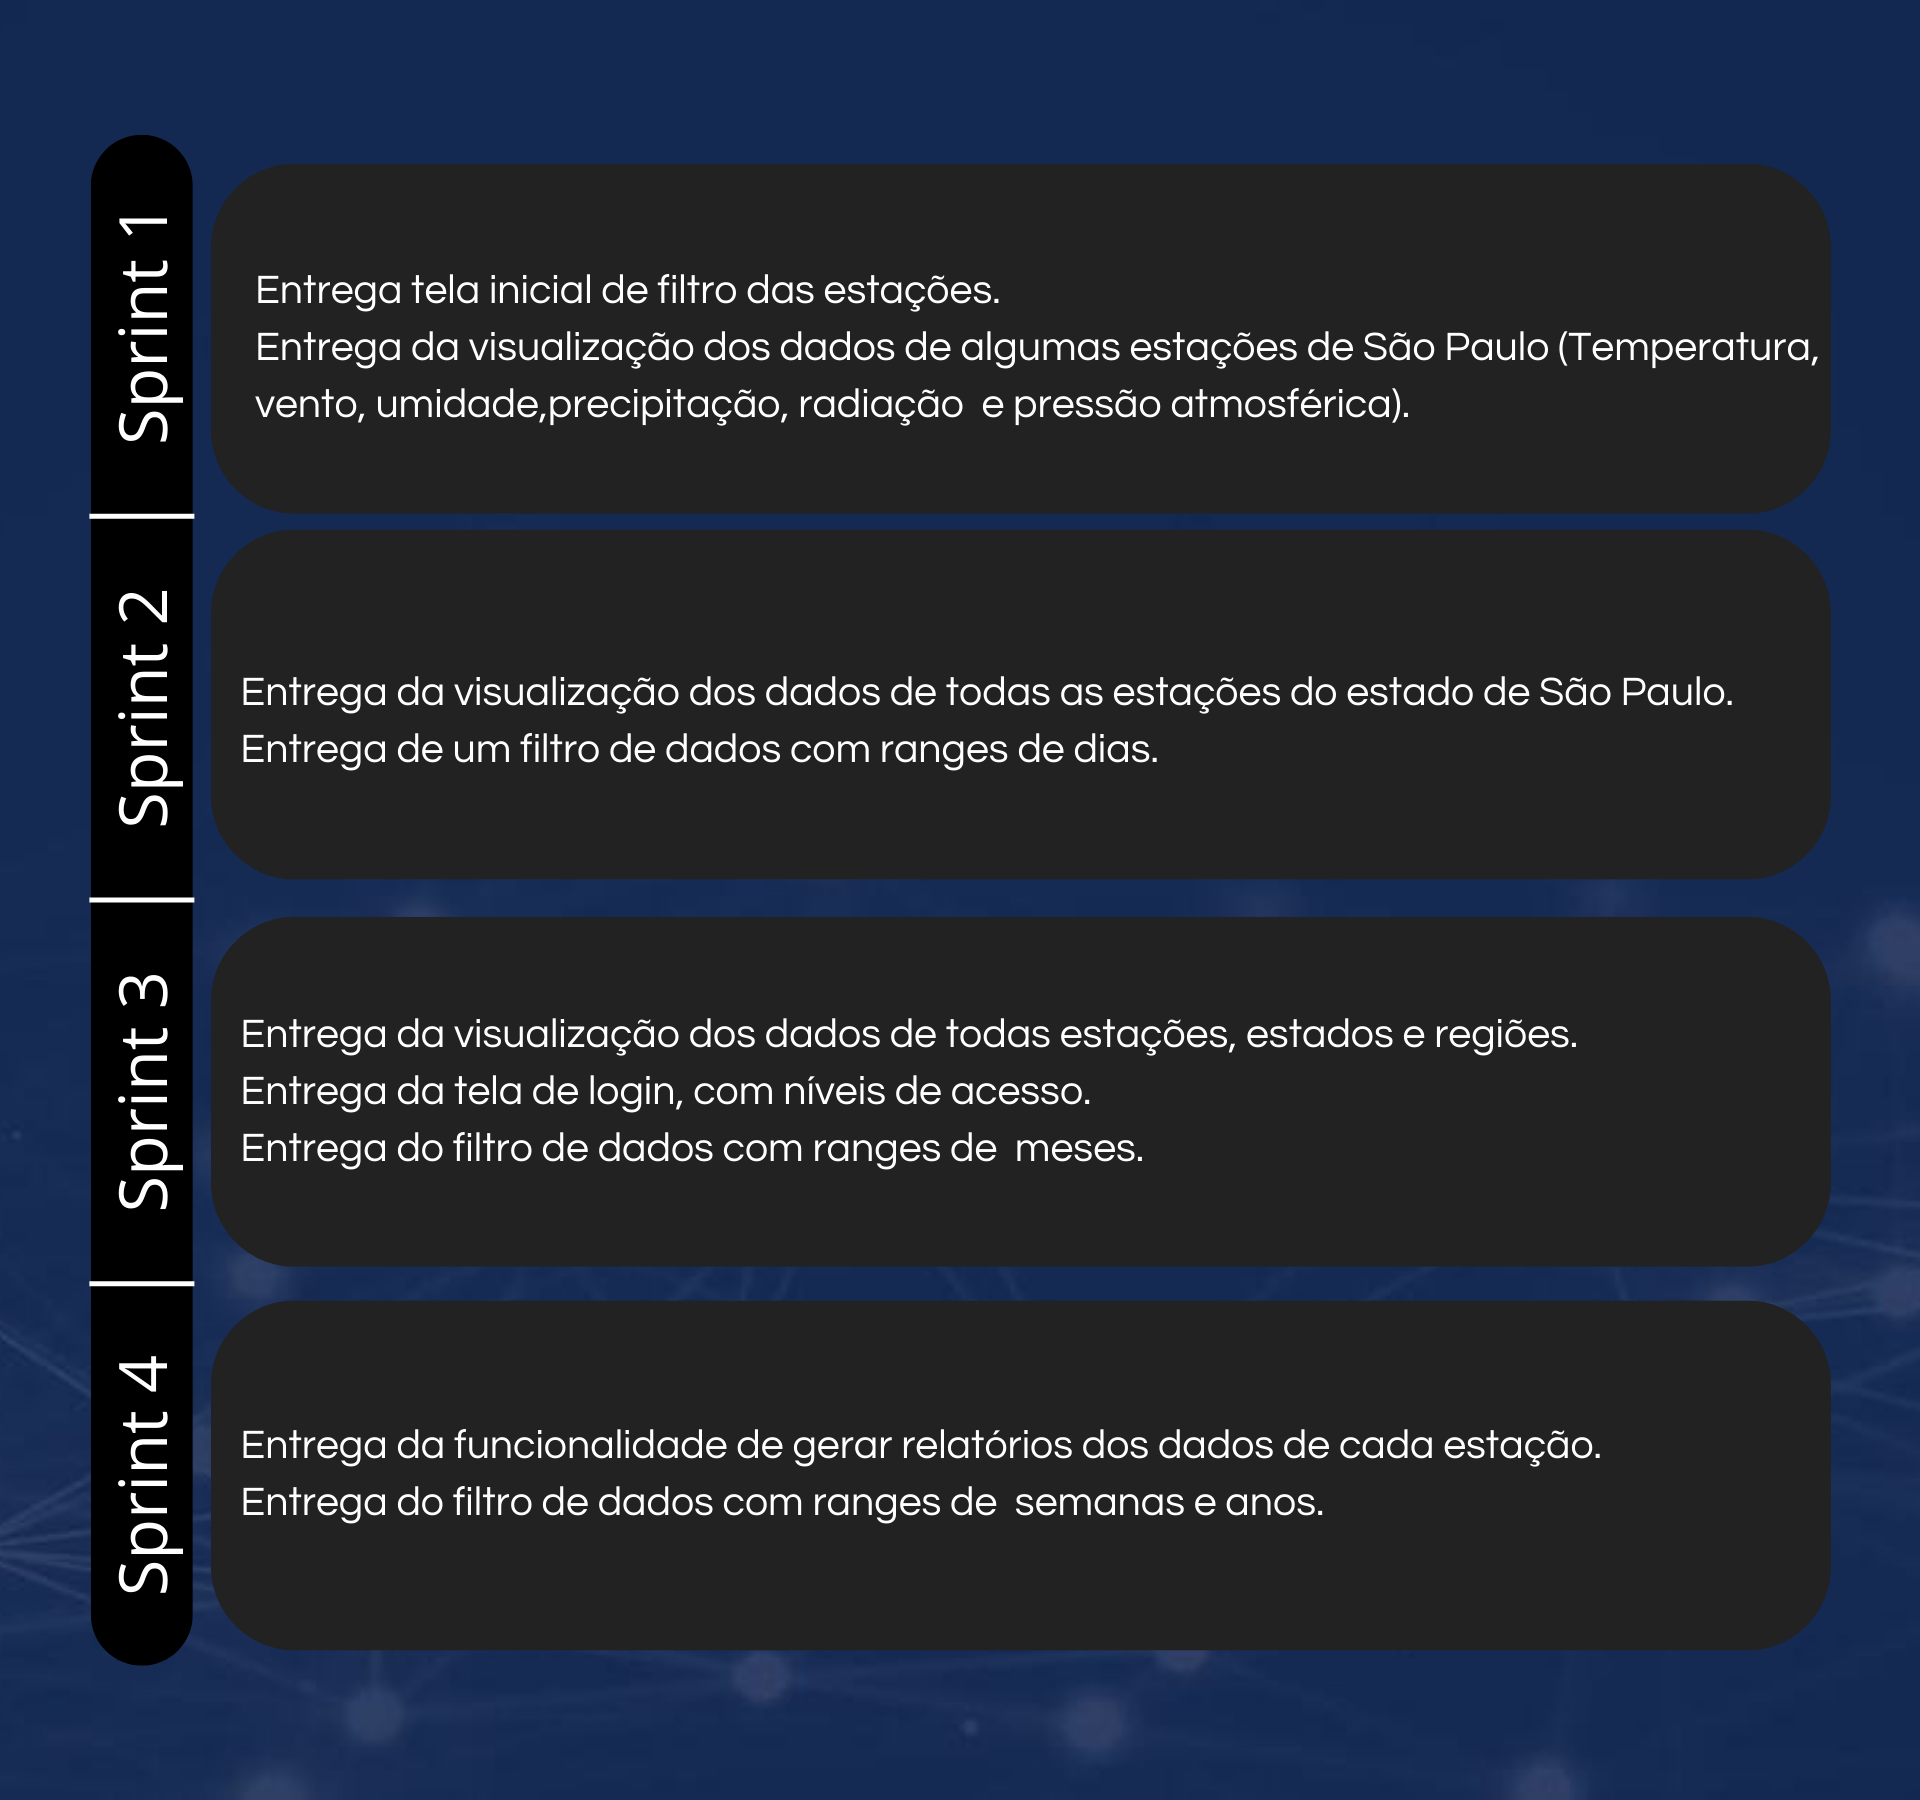 Sprint 1
Entrega tela inicial de filtro das estações.
Entrega da visualização dos dados de algumas estações de São Paulo (Temperatura,
vento, umidade,precipitação, radiação  e pressão atmosférica).
Sprint 2
Entrega da visualização dos dados de todas as estações do estado de São Paulo.
Entrega de um filtro de dados com ranges de dias.
Sprint 3
Entrega da visualização dos dados de todas estações, estados e regiões.
Entrega da tela de login, com níveis de acesso.
Entrega do filtro de dados com ranges de  meses.
Sprint 4
Entrega da funcionalidade de gerar relatórios dos dados de cada estação.
Entrega do filtro de dados com ranges de  semanas e anos.